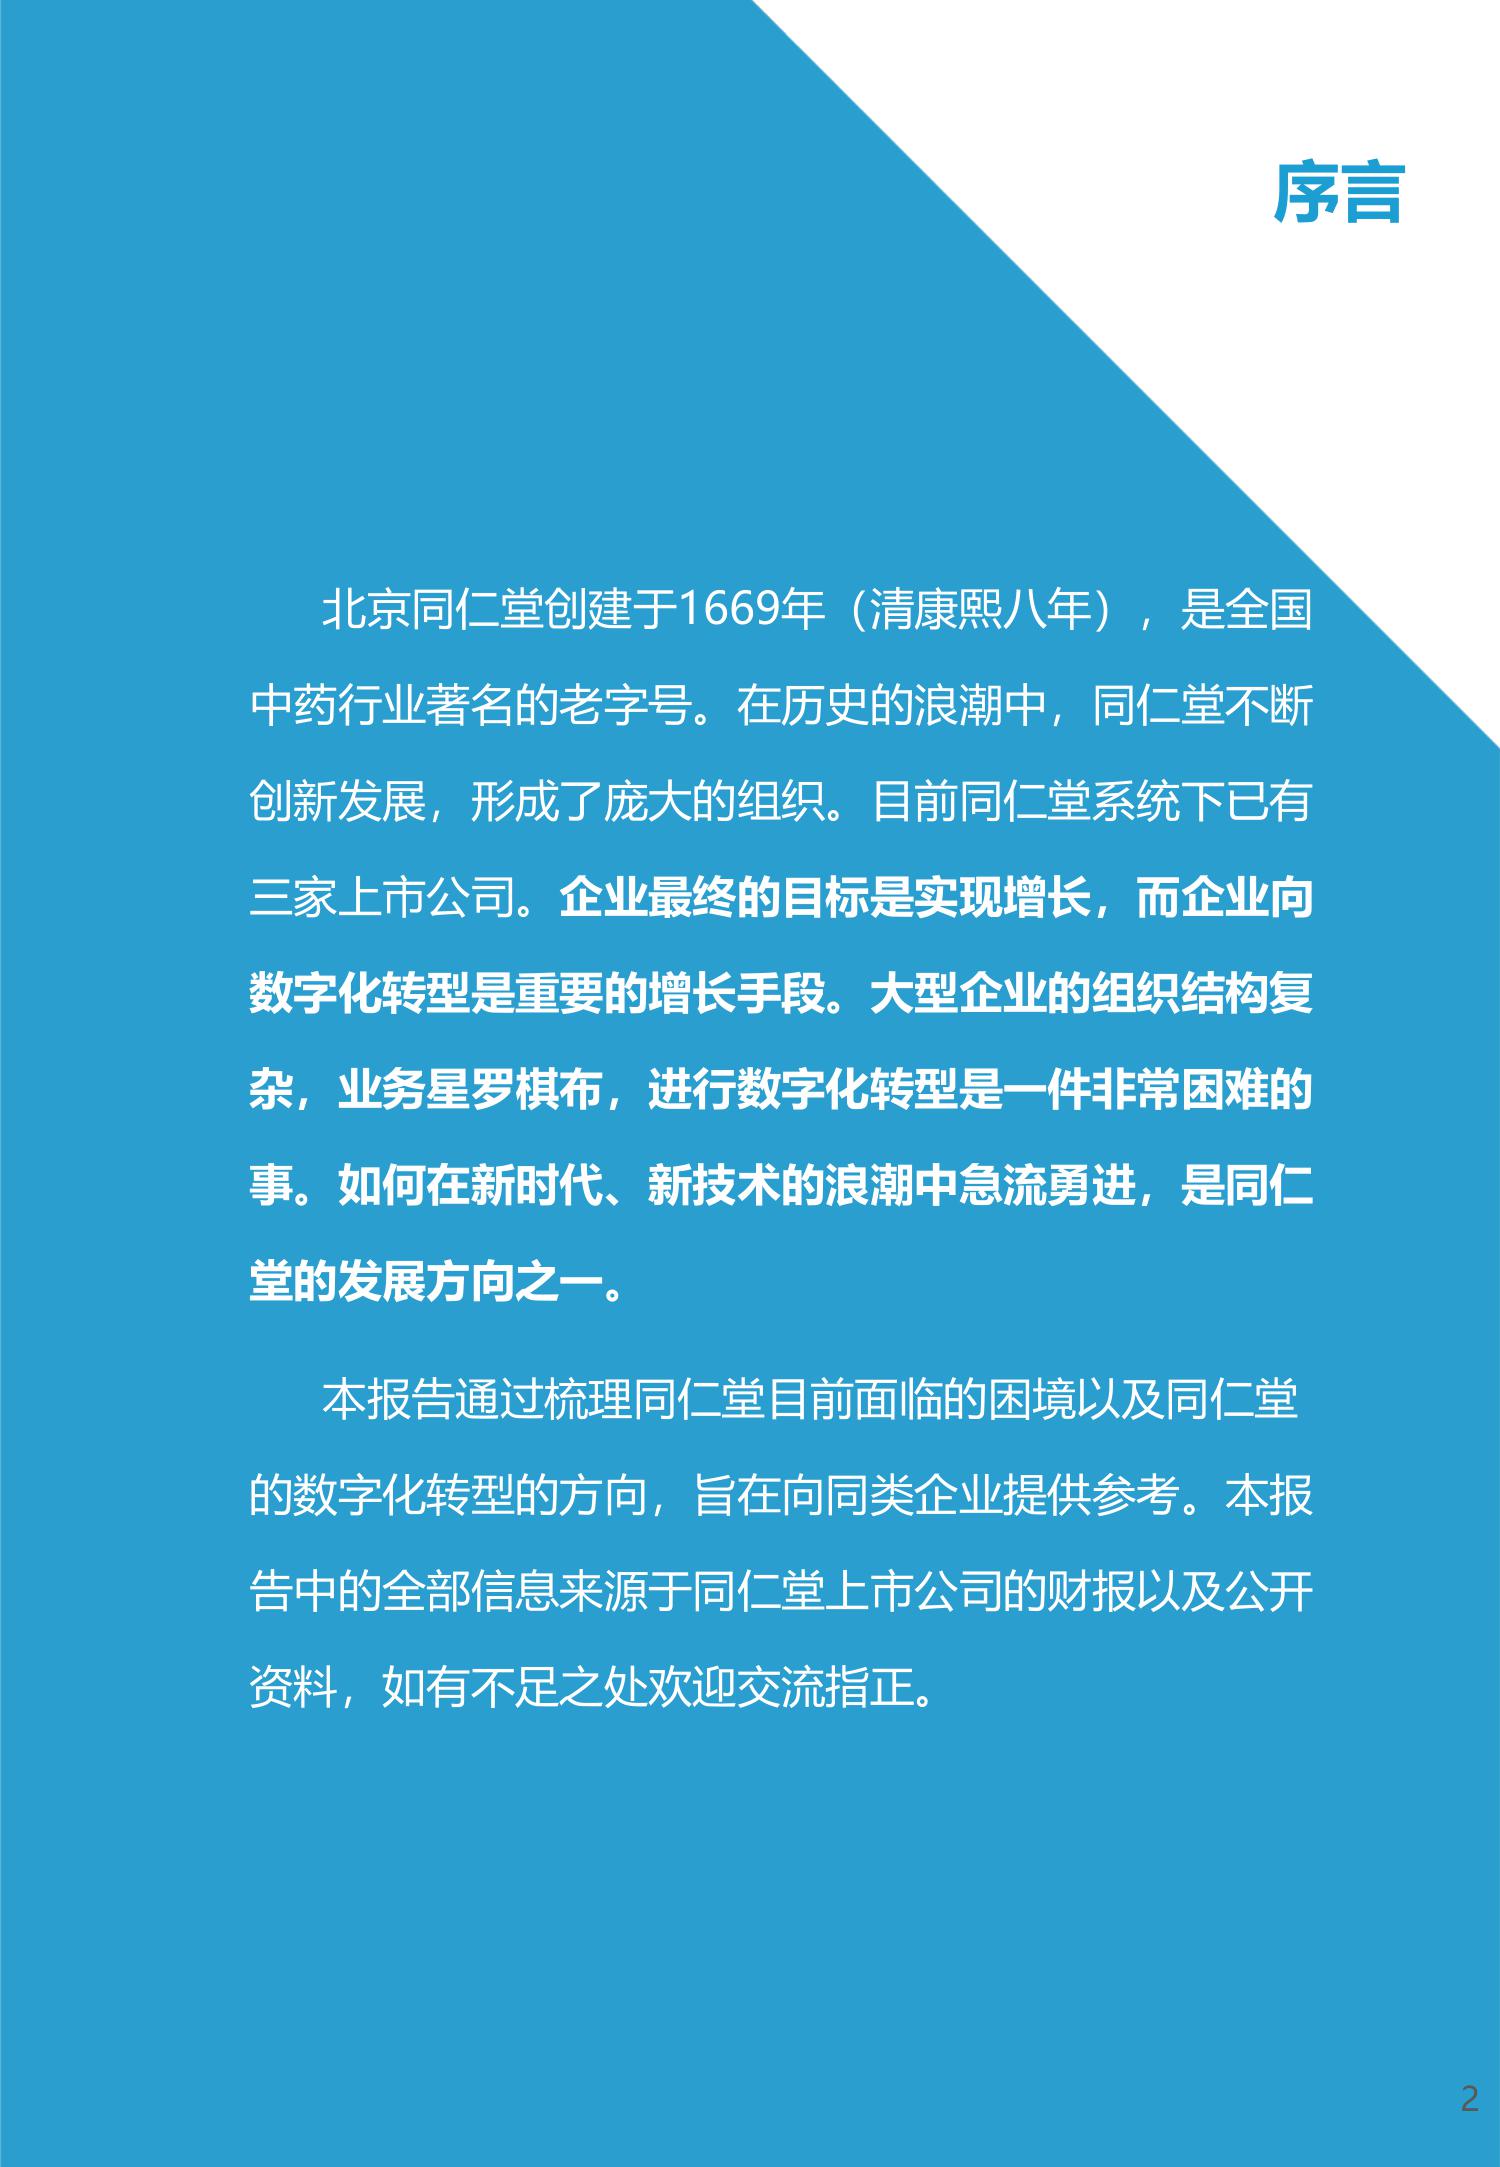 序言
北京同仁堂创建于1669年（清康熙八年），是全国
中药行业著名的老字号。在历史的浪潮中，同仁堂不断
创新发展，形成了庞大的组织。目前同仁堂系统下已有
三家上市公司。企业最终的目标是实现增长，而企业向
数字化转型是重要的增长手段。大型企业的组织结构复
杂，业务星罗棋布，进行数字化转型是一件非常困难的
事。如何在新时代、新技术的浪潮中急流勇进，是同仁
堂的发展方向之一。
本报告通过梳理同仁堂目前面临的困境以及同仁堂
的数字化转型的方向，旨在向同类企业提供参考。本报
告中的全部信息来源于同仁堂上市公司的财报以及公开
资料，如有不足之处欢迎交流指正。
2